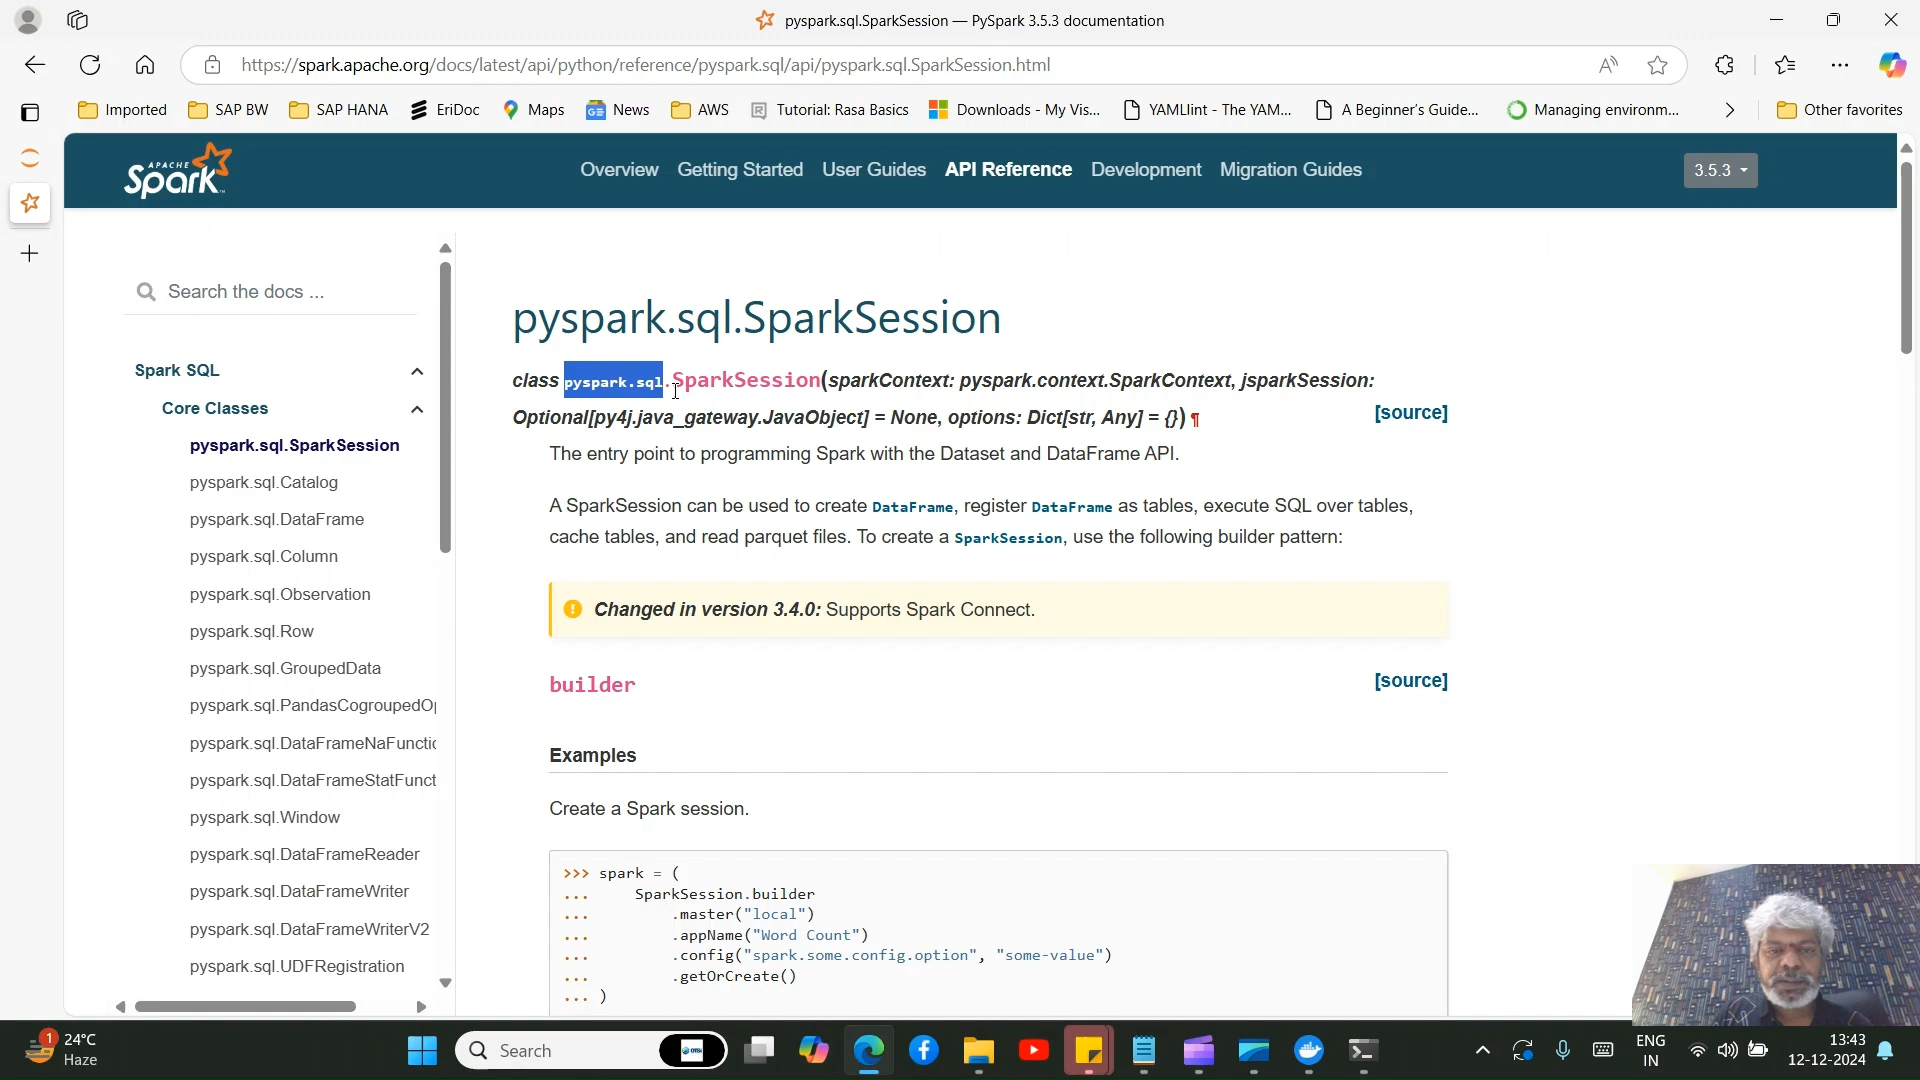 pyspark.sql.SparkSession — PySpark 3.5.3 documentation
https://spark.apache.org/docs/latest/api/python/reference/pyspark.sql/api/pyspark.sql.SparkSession.html
Imported SAP BW SAP HANA EriDoc Maps News AWS Tutorial: Rasa Basics Downloads - My Vis... YAMLlint - The YAM... A Beginner's Guide... Managing environm... Other favorites
APACHE
Spark
Overview Getting Started User Guides API Reference Development Migration Guides 3.5.3
Search the docs ...
Spark SQL
Core Classes
pyspark.sql.SparkSession
pyspark.sql.Catalog
pyspark.sql.DataFrame
pyspark.sql.Column
pyspark.sql.Observation
pyspark.sql.Row
pyspark.sql.GroupedData
pyspark.sql.PandasCogroupedOp
pyspark.sql.DataFrameNaFunctic
pyspark.sql.DataFrameStatFunct
pyspark.sql.Window
pyspark.sql.DataFrameReader
pyspark.sql.DataFrameWriter
pyspark.sql.DataFrameWriterV2
pyspark.sql.UDFRegistration
pyspark.sql.SparkSession
class pyspark.sql.SparkSession(sparkContext: pyspark.context.SparkContext, jsparkSession:
Optional[py4j.java_gateway.JavaObject] = None, options: Dict[str, Any] = {}) ¶ [source]
The entry point to programming Spark with the Dataset and DataFrame API.
A SparkSession can be used to create DataFrame, register DataFrame as tables, execute SQL over tables,
cache tables, and read parquet files. To create a SparkSession, use the following builder pattern:
Changed in version 3.4.0: Supports Spark Connect.
builder [source]
Examples
Create a Spark session.
>>> spark = (
... SparkSession.builder
... .master("local")
... .appName("Word Count")
... .config("spark.some.config.option", "some-value")
... .getOrCreate()
... )
1
24°C
Haze
Search
ENG
IN
13:43
12-12-2024